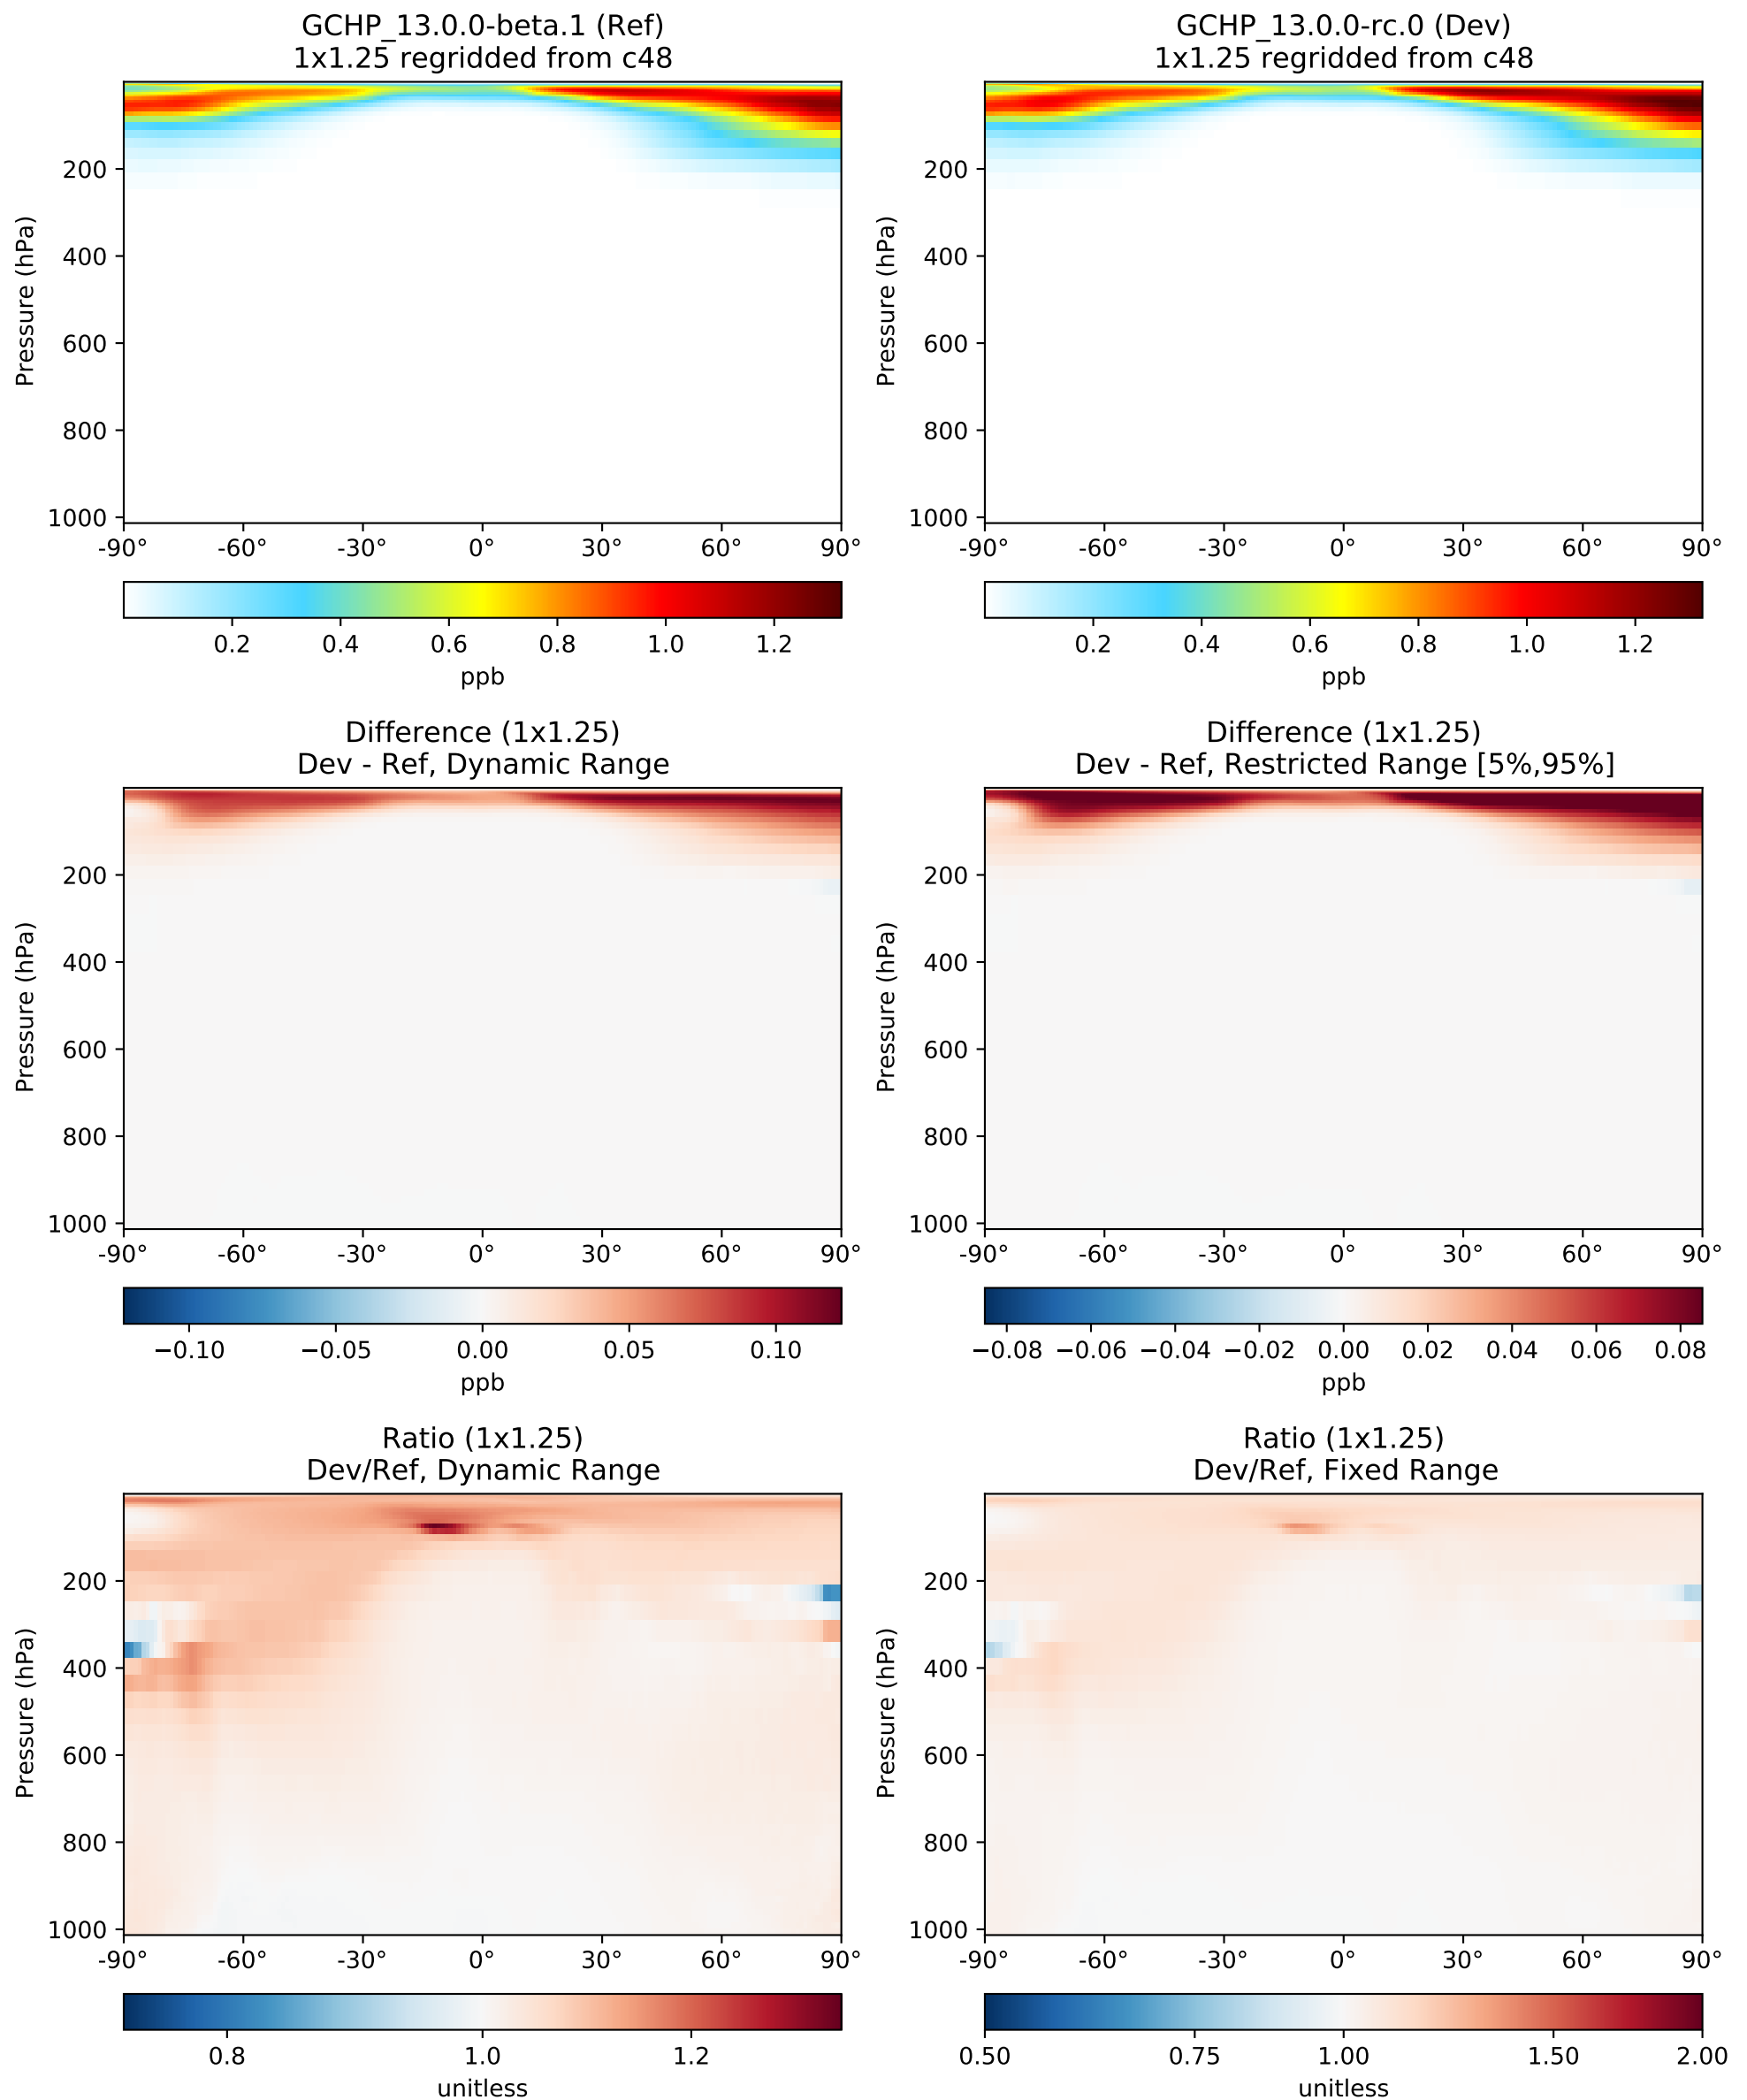 GCHP_13.0.0-beta.1 (Ref)
1x1.25 regridded from c48
Pressure (hPa)
200
400
600
800
1000
-90° -60° -30° 0° 30° 60° 90°
0.2 0.4 0.6 0.8 1.0 1.2
ppb
GCHP_13.0.0-rc.0 (Dev)
1x1.25 regridded from c48
Pressure (hPa)
200
400
600
800
1000
-90° -60° -30° 0° 30° 60° 90°
0.2 0.4 0.6 0.8 1.0 1.2
ppb
Difference (1x1.25)
Dev - Ref, Dynamic Range
Pressure (hPa)
200
400
600
800
1000
-90° -60° -30° 0° 30° 60° 90°
−0.10 −0.05 0.00 0.05 0.10
ppb
Difference (1x1.25)
Dev - Ref, Restricted Range [5%,95%]
Pressure (hPa)
200
400
600
800
1000
-90° -60° -30° 0° 30° 60° 90°
−0.08 −0.06 −0.04 −0.02 0.00 0.02 0.04 0.06 0.08
ppb
Ratio (1x1.25)
Dev/Ref, Dynamic Range
Pressure (hPa)
200
400
600
800
1000
-90° -60° -30° 0° 30° 60° 90°
0.8 1.0 1.2
unitless
Ratio (1x1.25)
Dev/Ref, Fixed Range
Pressure (hPa)
200
400
600
800
1000
-90° -60° -30° 0° 30° 60° 90°
0.50 0.75 1.00 1.50 2.00
unitless